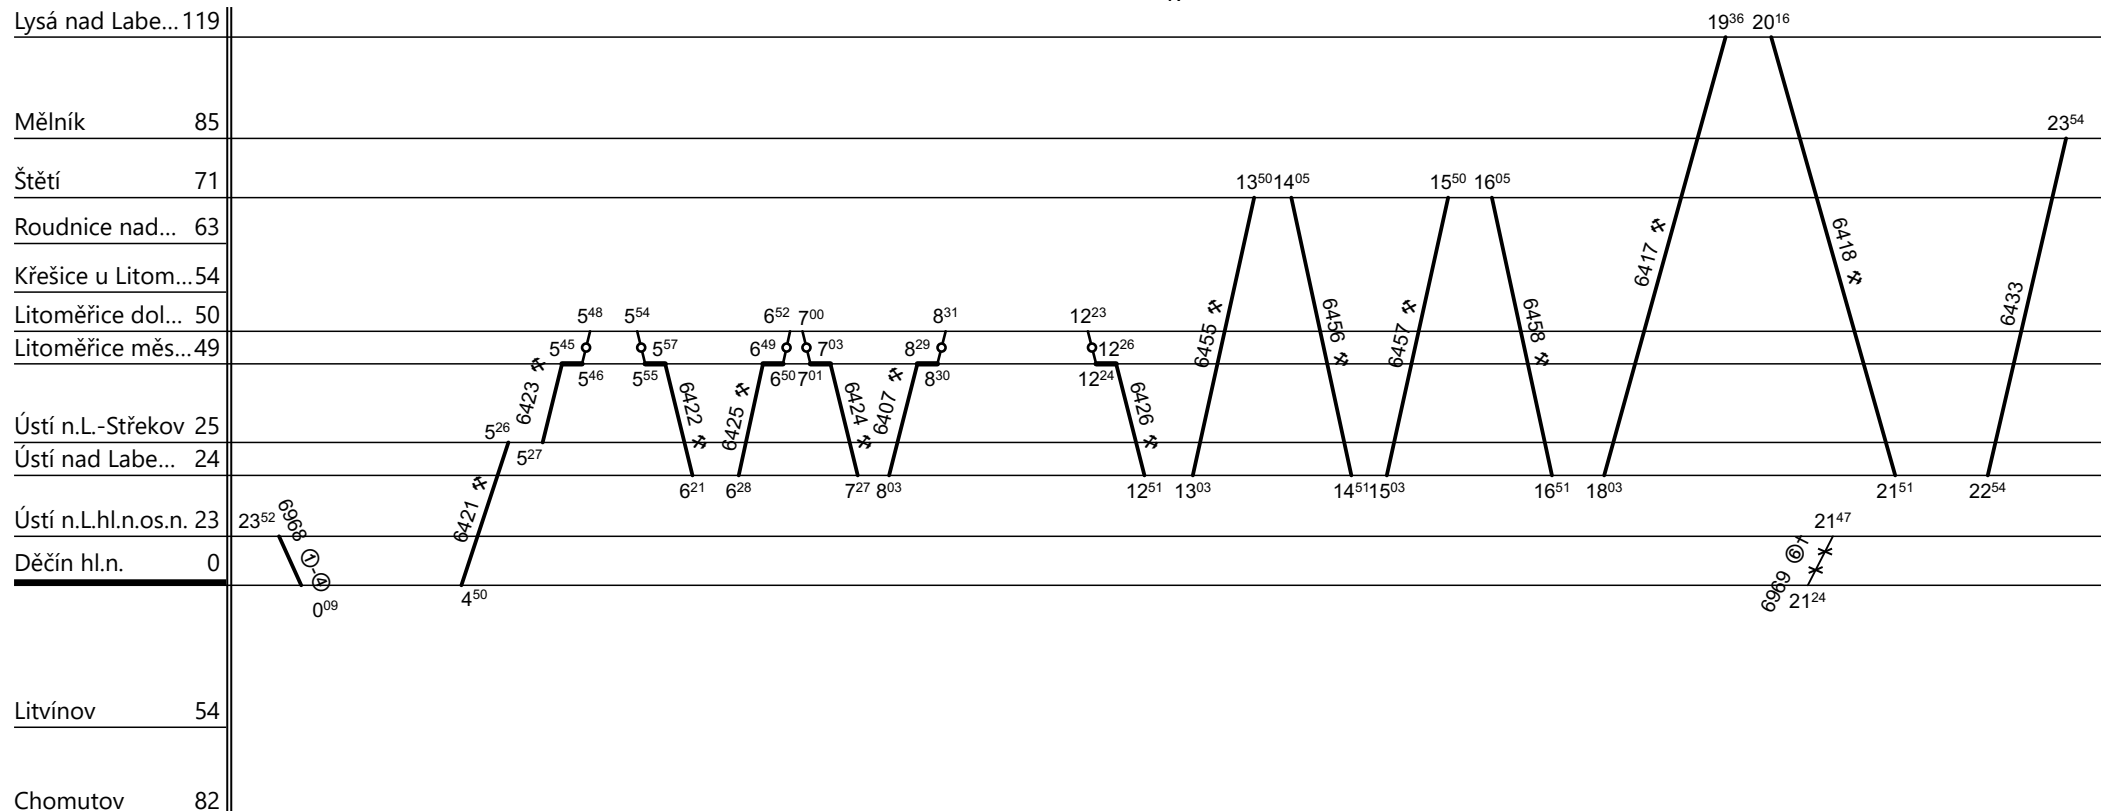 Lysá nad Labe... 119
19³⁶ 20¹⁶
Mělník 85
23⁵⁴
Štětí 71
13⁵⁰ 14⁰⁵ 15⁵⁰ 16⁰⁵
Roudnice nad... 63
6417 ⚒ 6418 ⚒
Křešice u Litom... 54
6433
Litoměřice dol... 50
5⁴⁸ 5⁵⁴ 6⁵² 7⁰⁰ 8³¹ 12²³
6455 ⚒ 6456 ⚒ 6457 ⚒ 6458 ⚒
Litoměřice měs... 49
5⁴⁵ 5⁵⁷ 6⁴⁹ 7⁰³ 8²⁹ 12²⁶
5⁴⁶ 5⁵⁵ 6⁵⁰ 7⁰¹ 8³⁰ 12²⁴
6423 ⚒ 6422 ⚒ 6425 ⚒ 6424 ⚒ 6407 ⚒ 6426 ⚒
Ústí n.L.-Střekov 25
5²⁶
5²⁷
Ústí nad Labe... 24
6²¹ 6²⁸ 7²⁷ 8⁰³ 12⁵¹ 13⁰³ 14⁵¹ 15⁰³ 16⁵¹ 18⁰³ 21⁵¹ 22⁵⁴
6421 ⚒
Ústí n.L.hl.n.os.n. 23
23⁵² 21⁴⁷
6968 ①-④
6969 ⑥†
Děčín hl.n. 0
0⁰⁹ 4⁵⁰ 21²⁴
Litvínov 54
Chomutov 82